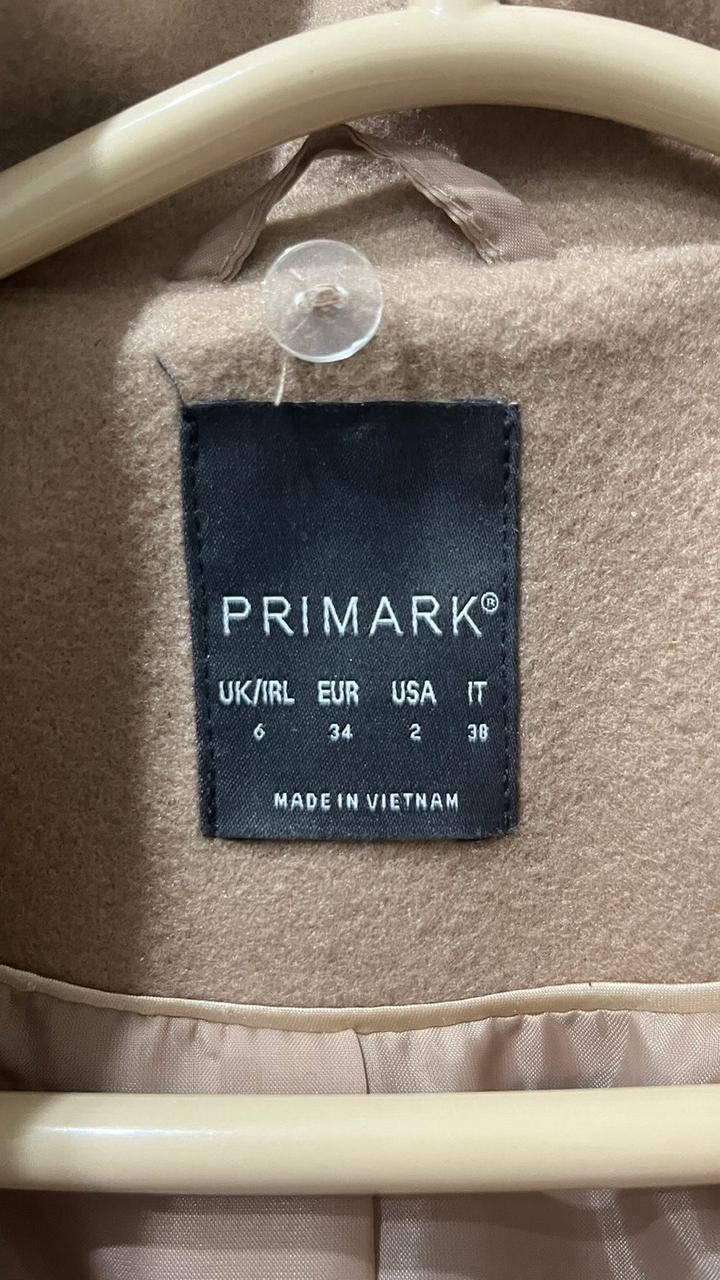 PRIMARK®
UK/IRL EUR USA IT
6 34 2 38
MADE IN VIETNAM